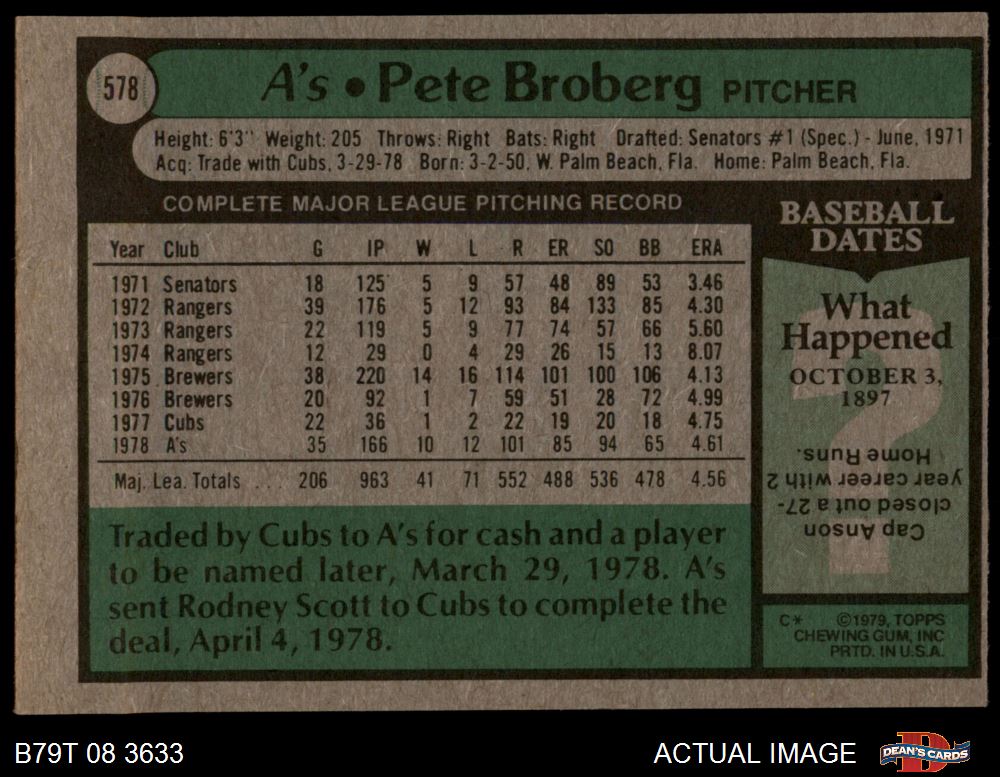 578
A's • Pete Broberg PITCHER
Height: 6'3" Weight: 205 Throws: Right Bats: Right Drafted: Senators #1 (Spec.) - June, 1971
Acq: Trade with Cubs, 3-29-78 Born: 3-2-50, W. Palm Beach, Fla. Home: Palm Beach, Fla.
COMPLETE MAJOR LEAGUE PITCHING RECORD
Year Club G IP W L R ER SO BB ERA
1971 Senators 18 125 5 9 57 48 89 53 3.46
1972 Rangers 39 176 5 12 93 84 133 85 4.30
1973 Rangers 22 119 5 9 77 74 57 66 5.60
1974 Rangers 12 29 0 4 29 26 15 13 8.07
1975 Brewers 38 220 14 16 114 101 100 106 4.13
1976 Brewers 20 92 1 7 59 51 28 72 4.99
1977 Cubs 22 36 1 2 22 19 20 18 4.75
1978 A's 35 166 10 12 101 85 94 65 4.61
Maj. Lea. Totals . . . 206 963 41 71 552 488 536 478 4.56
Traded by Cubs to A's for cash and a player
to be named later, March 29, 1978. A's
sent Rodney Scott to Cubs to complete the
deal, April 4, 1978.
BASEBALL
DATES
What
Happened
OCTOBER 3,
1897
?
Cap Anson
closed out a 27-
year career with 2
Home Runs.
C* ©1979, TOPPS
CHEWING GUM, INC
PRTD. IN U.S.A.
B79T 08 3633
ACTUAL IMAGE
D
DEAN'S CARDS